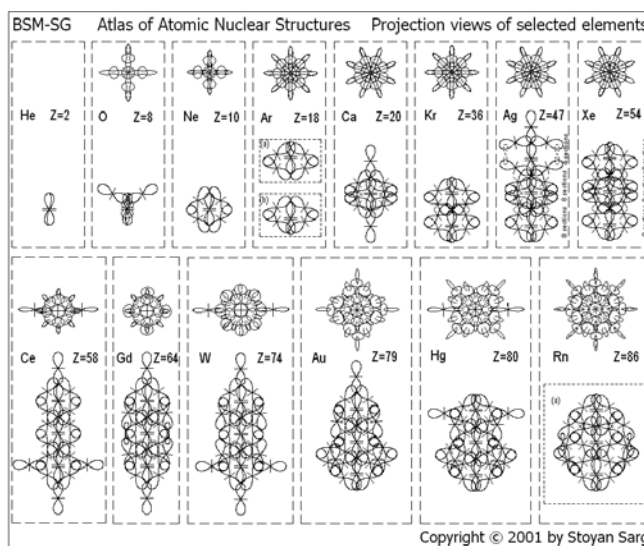 BSM-SG Atlas of Atomic Nuclear Structures Projection views of selected elements
He Z=2 O Z=8 Ne Z=10 Ar Z=18 Ca Z=20 Kr Z=36 Ag Z=47 Xe Z=54
(a)
(b)
Ce Z=58 Gd Z=64 W Z=74 Au Z=79 Hg Z=80 Rn Z=86
(a)
Copyright © 2001 by Stoyan Sarg